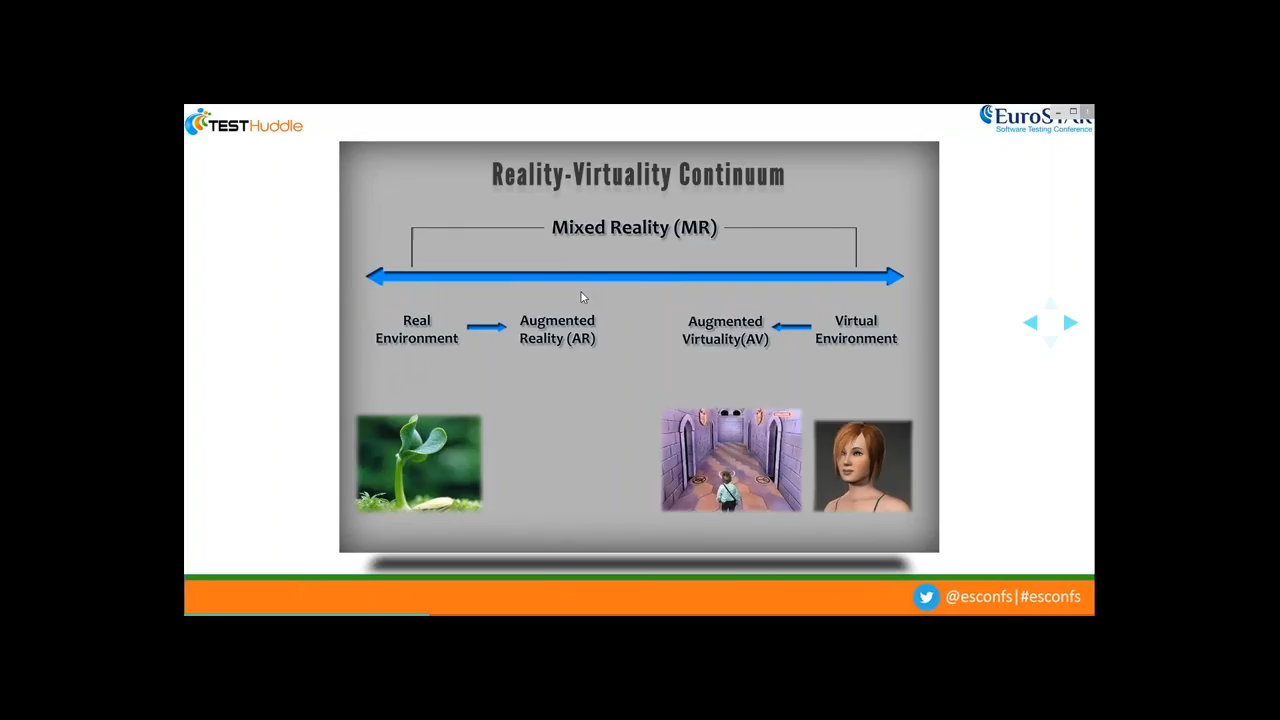 TESTHuddle
EuroSTAR
Software Testing Conference
Reality-Virtuality Continuum
Mixed Reality (MR)
Real
Environment
Augmented
Reality (AR)
Augmented
Virtuality(AV)
Virtual
Environment
@esconfs|#esconfs